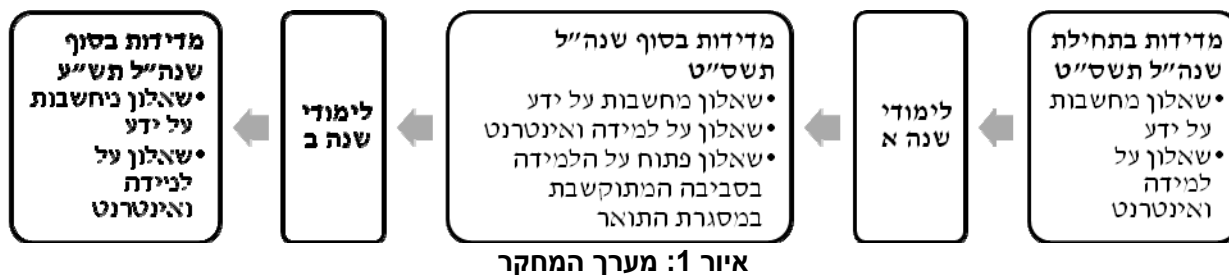 מדידות בתחילת
שנה״ל תשס״ט
•שאלון מחשבות על ידע
•שאלון על
למידה
ואינטרנט
לימודי
שנה א
מדידות בסוף שנה״ל
תשס״ט
•שאלון מחשבות על ידע
•שאלון על למידה ואינטרנט
•שאלון פתוח על הלמידה
בסביבה המתוקשבת
במסגרת התואר
לימודי
שנה ב
מדידות בסוף
שנה״ל תש״ע
•שאלון מחשבות
על ידע
•שאלון על
למידה
ואינטרנט
איור 1: מערך המחקר